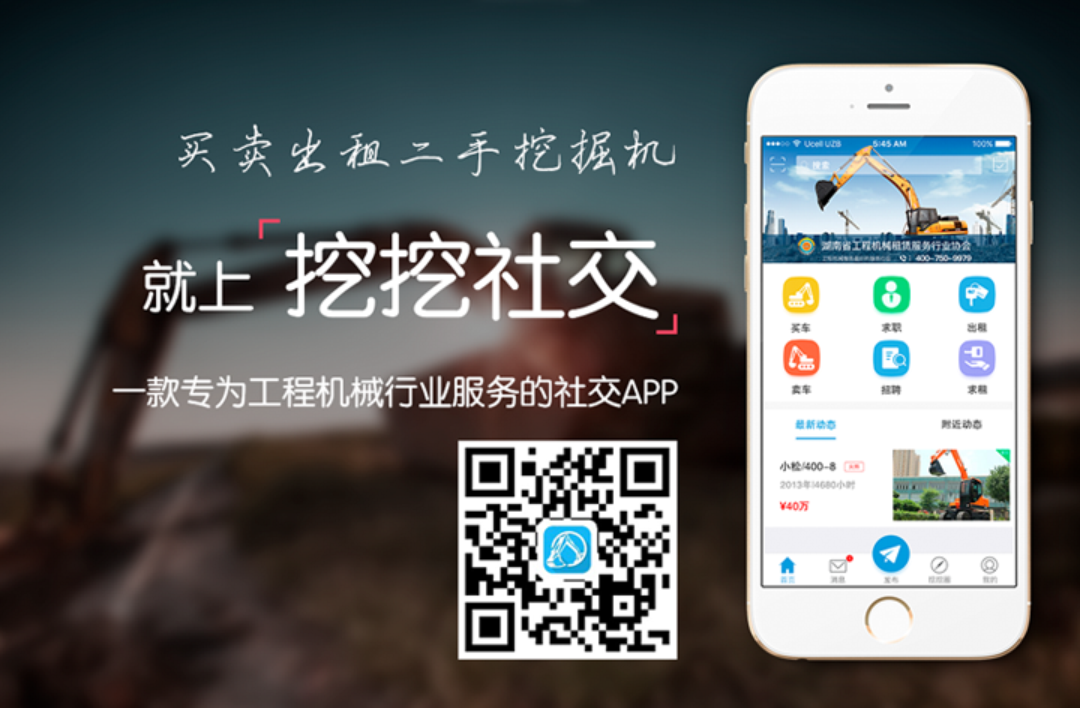 买卖出租二手挖掘机
就上「挖挖社交」
一款专为工程机械行业服务的社交APP
Ucell UZB 5:45 AM 100%
搜索
湖南省工程机械租赁服务行业协会
400-750-9979
买车 求职 出租
卖车 招聘 求租
最新动态 附近动态
小松/400-8
2013年/4680小时
¥40万
首页 消息 发布 挖挖圈 我的